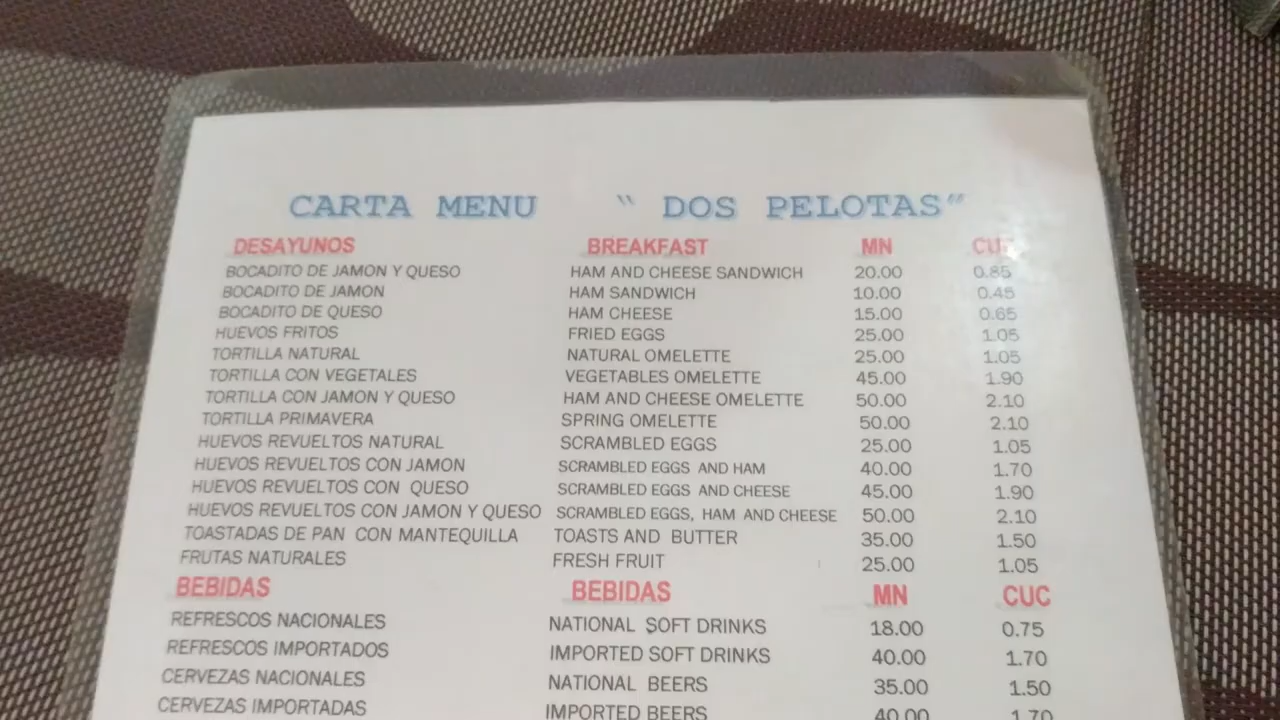 CARTA MENU " DOS PELOTAS"
DESAYUNOS BREAKFAST MN CUC
BOCADITO DE JAMON Y QUESO HAM AND CHEESE SANDWICH 20.00 0.85
BOCADITO DE JAMON HAM SANDWICH 10.00 0.45
BOCADITO DE QUESO HAM CHEESE 15.00 0.65
HUEVOS FRITOS FRIED EGGS 25.00 1.05
TORTILLA NATURAL NATURAL OMELETTE 25.00 1.05
TORTILLA CON VEGETALES VEGETABLES OMELETTE 45.00 1.90
TORTILLA CON JAMON Y QUESO HAM AND CHEESE OMELETTE 50.00 2.10
TORTILLA PRIMAVERA SPRING OMELETTE 50.00 2.10
HUEVOS REVUELTOS NATURAL SCRAMBLED EGGS 25.00 1.05
HUEVOS REVUELTOS CON JAMON SCRAMBLED EGGS AND HAM 40.00 1.70
HUEVOS REVUELTOS CON QUESO SCRAMBLED EGGS AND CHEESE 45.00 1.90
HUEVOS REVUELTOS CON JAMON Y QUESO SCRAMBLED EGGS, HAM AND CHEESE 50.00 2.10
TOASTADAS DE PAN CON MANTEQUILLA TOASTS AND BUTTER 35.00 1.50
FRUTAS NATURALES FRESH FRUIT 25.00 1.05
BEBIDAS BEBIDAS MN CUC
REFRESCOS NACIONALES NATIONAL SOFT DRINKS 18.00 0.75
REFRESCOS IMPORTADOS IMPORTED SOFT DRINKS 40.00 1.70
CERVEZAS NACIONALES NATIONAL BEERS 35.00 1.50
CERVEZAS IMPORTADAS IMPORTED BEERS 40.00 1.70